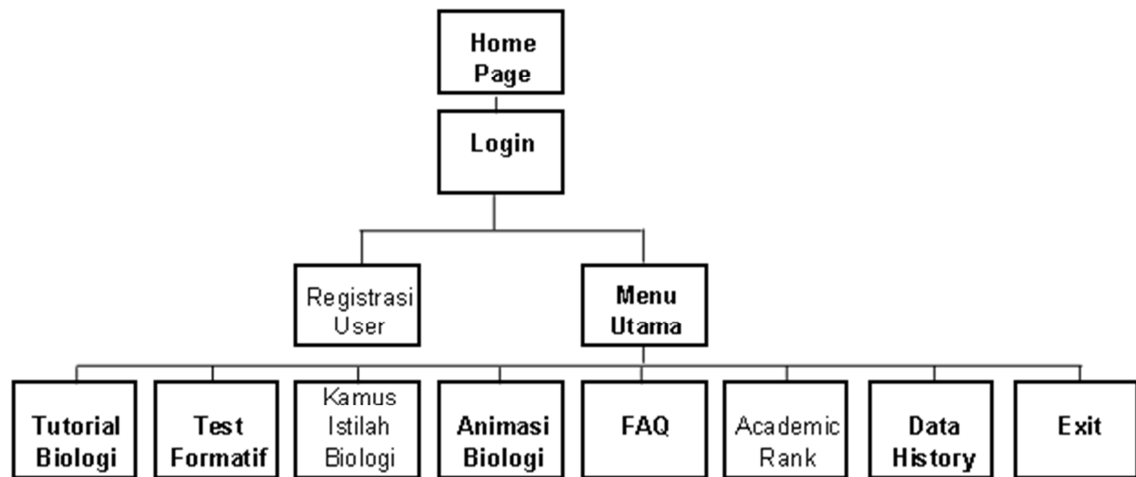 Home
Page
Login
Registrasi
User
Menu
Utama
Tutorial
Biologi
Test
Formatif
Kamus
Istilah
Biologi
Animasi
Biologi
FAQ
Academic
Rank
Data
History
Exit